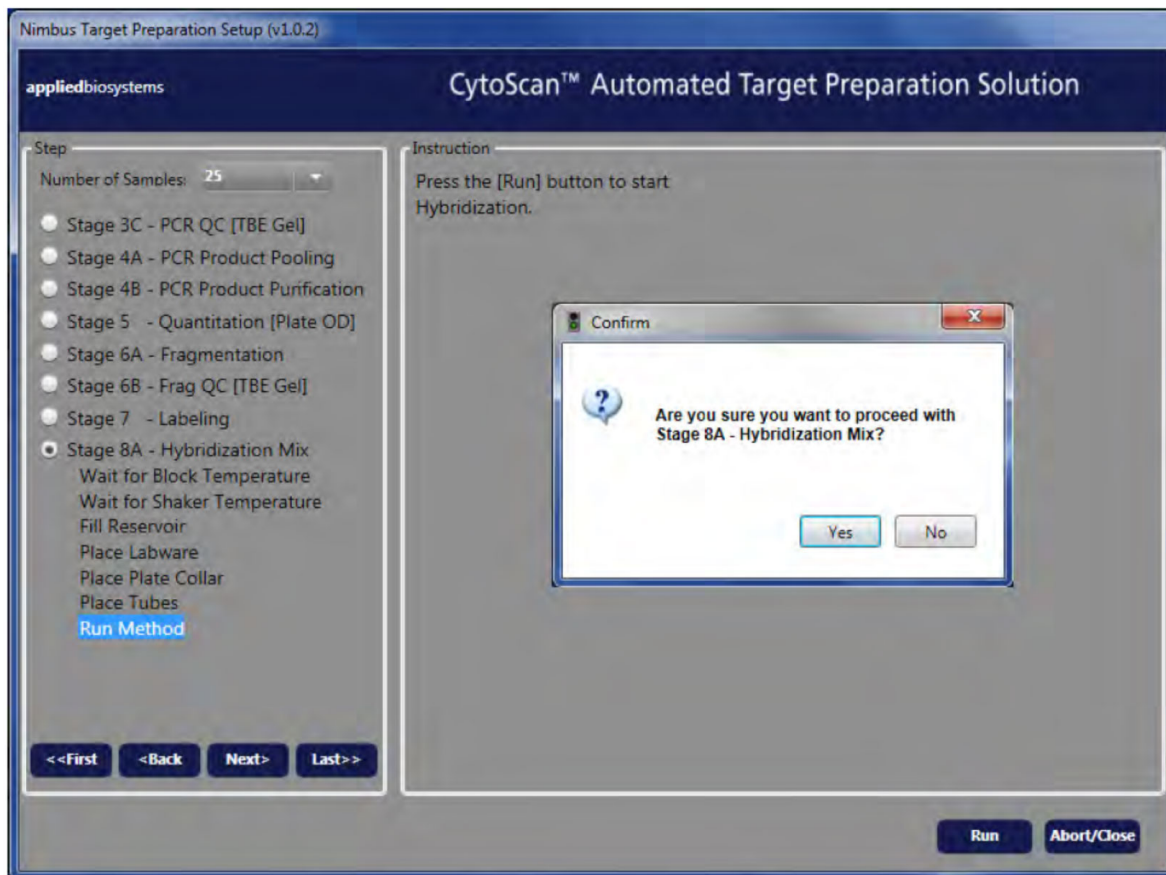 Nimbus Target Preparation Setup (v1.0.2)
appliedbiosystems
CytoScan™ Automated Target Preparation Solution
Step
Number of Samples: 25
Stage 3C - PCR QC [TBE Gel]
Stage 4A - PCR Product Pooling
Stage 4B - PCR Product Purification
Stage 5 - Quantitation [Plate OD]
Stage 6A - Fragmentation
Stage 6B - Frag QC [TBE Gel]
Stage 7 - Labeling
Stage 8A - Hybridization Mix
Wait for Block Temperature
Wait for Shaker Temperature
Fill Reservoir
Place Labware
Place Plate Collar
Place Tubes
Run Method
<<First <Back Next> Last>>
Instruction
Press the [Run] button to start
Hybridization.
Confirm
Are you sure you want to proceed with
Stage 8A - Hybridization Mix?
Yes No
Run Abort/Close